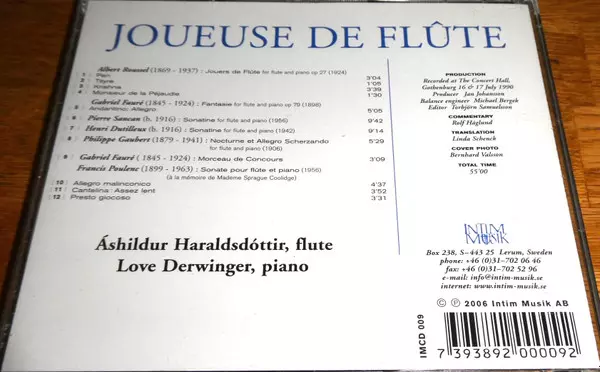 JOUEUSE DE FLÛTE
Albert Roussel (1869 - 1937) : Jouers de Flûte for flute and piano op 27 (1924)
1 Pan 3'04
2 Tityre 1'05
3 Krishna 3'39
4 Monsieur de la Péjaudie 1'30
Gabriel Fauré (1845 - 1924) : Fantaisie for flute and piano op 79 (1898)
5 Andantino: Allegro 5'05
6 Pierre Sancan (b. 1916) : Sonatine for flute and piano (1956) 9'42
7 Henri Dutilleux (b. 1916) : Sonatine for flute and piano (1942) 9'14
8 Philippe Gaubert (1879 - 1941) : Nocturne et Allegro Scherzando 5'29
for flute and piano (1906)
9 Gabriel Fauré ( 1845 - 1924) : Morceau de Concours 3'09
Francis Poulenc (1899 - 1963) : Sonate pour flûte et piano (1956)
(à la mémoire de Mademe Sprague Coolidge)
10 Allegro malinconico 4'37
11 Cantelina: Assez lent 3'52
12 Presto giocoso 3'31
Áshildur Haraldsdóttir, flute
Love Derwinger, piano
PRODUCTION
Recorded at The Concert Hall,
Gothenburg 16 & 17 July 1990
Producer Jan Johanson
Balance engineer Michael Bergek
Editor Torbjörn Samuelsson
COMMENTARY
Rolf Haglund
TRANSLATION
Linda Schenck
COVER PHOTO
Bernhard Valsson
TOTAL TIME
55'00
INTIM
MUSIK
Box 238, S–443 25 Lerum, Sweden
phone: +46 (0)31–702 06 46
fax: +46 (0)31–702 52 96
e-mail: info@intim-musik.se
internet: www.intim-musik.se
© ℗ 2006 Intim Musik AB
IMCD 009
7 393892 000092